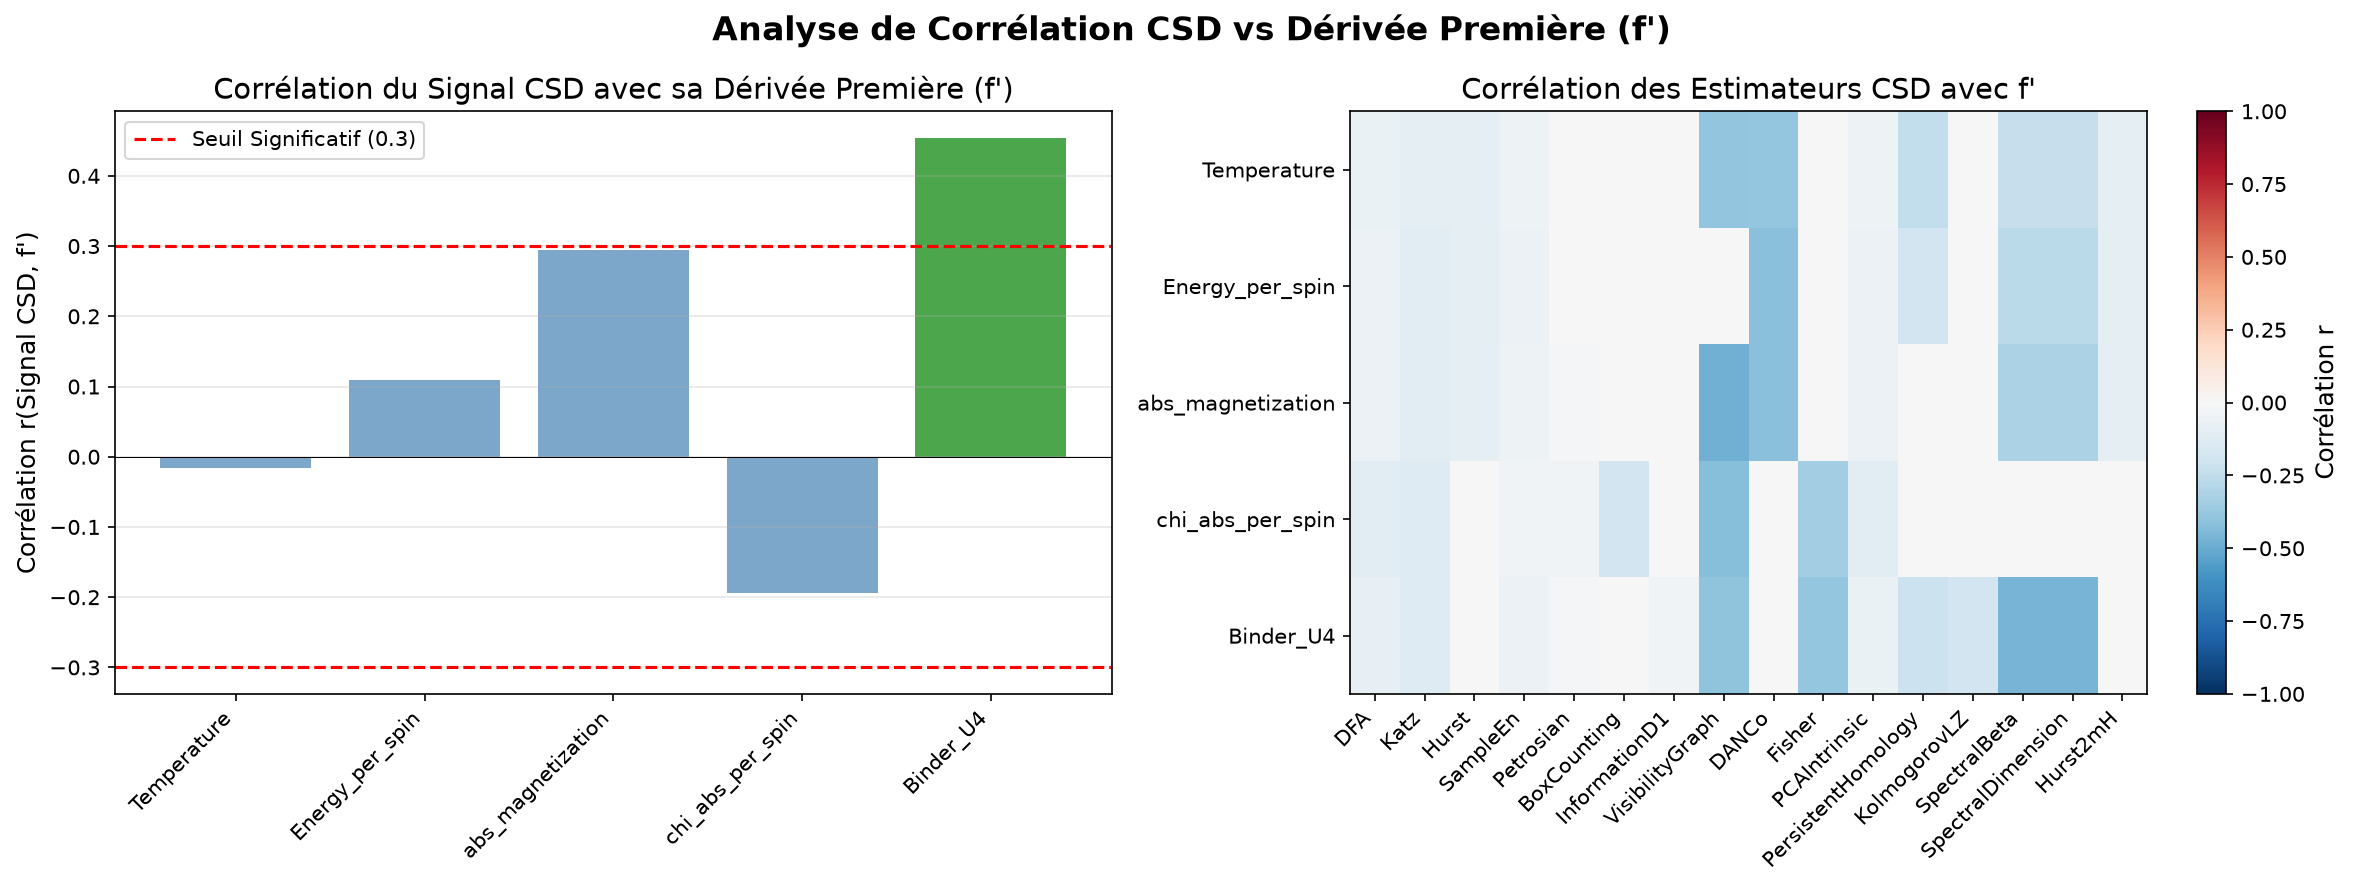 Analyse de Corrélation CSD vs Dérivée Première (f')
Corrélation du Signal CSD avec sa Dérivée Première (f')
Seuil Significatif (0.3)
Corrélation r(Signal CSD, f')
0.4
0.3
0.2
0.1
0.0
−0.1
−0.2
−0.3
Temperature
Energy_per_spin
abs_magnetization
chi_abs_per_spin
Binder_U4
Corrélation des Estimateurs CSD avec f'
Temperature
Energy_per_spin
abs_magnetization
chi_abs_per_spin
Binder_U4
DFA
Katz
Hurst
SampleEn
Petrosian
BoxCounting
InformationD1
VisibilityGraph
DANCo
Fisher
PCAIntrinsic
PersistentHomology
KolmogorovLZ
SpectralBeta
SpectralDimension
Hurst2mH
1.00
0.75
0.50
0.25
0.00
−0.25
−0.50
−0.75
−1.00
Corrélation r